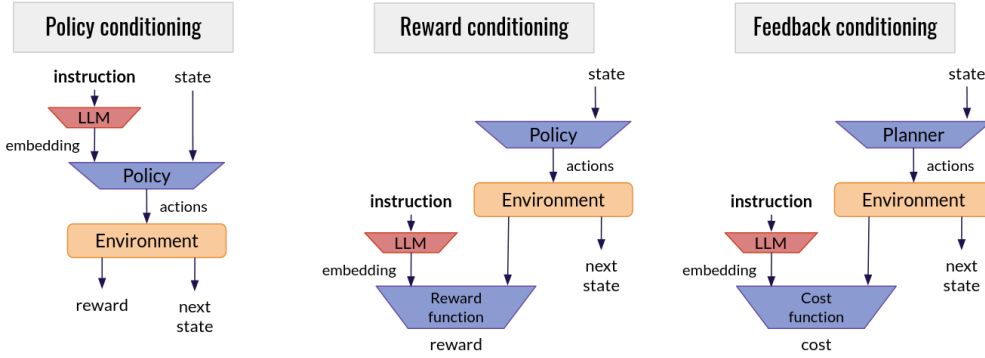 Policy conditioning
instruction
state
LLM
embedding
Policy
actions
Environment
reward
next
state
Reward conditioning
state
Policy
actions
instruction
Environment
LLM
embedding
next
state
Reward
function
reward
Feedback conditioning
state
Planner
actions
instruction
Environment
LLM
embedding
next
state
Cost
function
cost